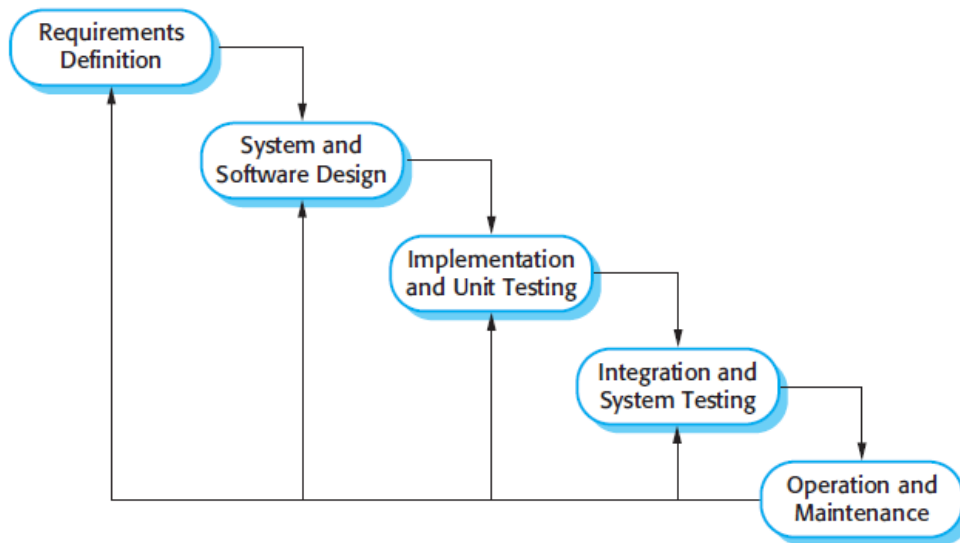 Requirements
Definition
System and
Software Design
Implementation
and Unit Testing
Integration and
System Testing
Operation and
Maintenance